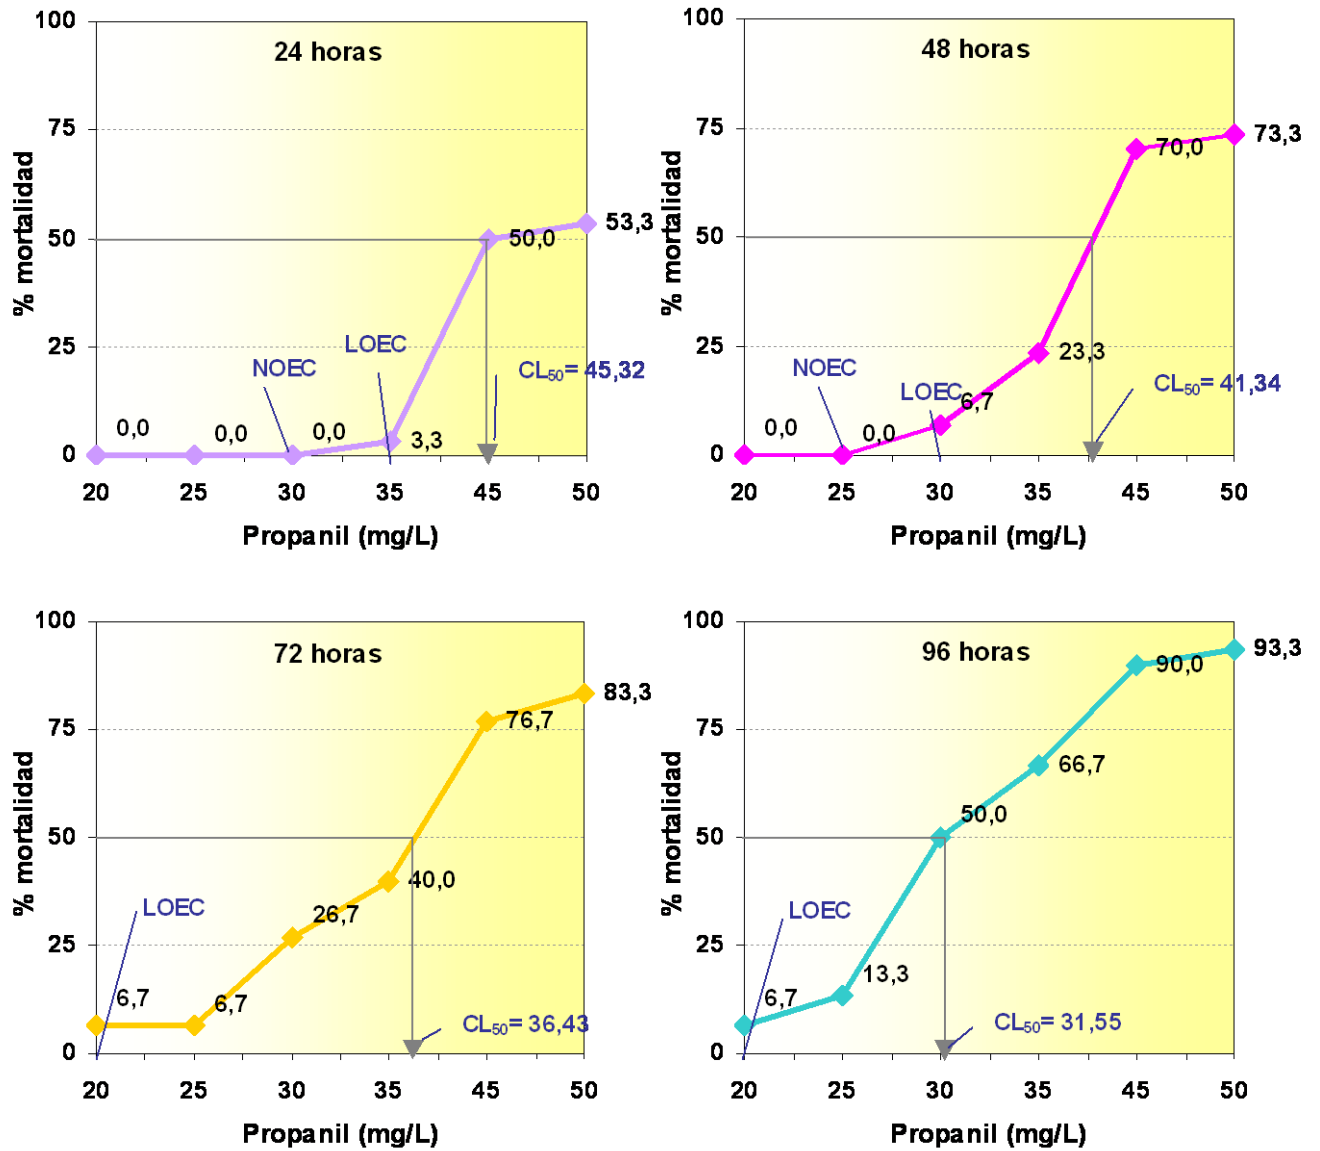 24 horas
% mortalidad
100
75
50
25
0
0,0
0,0
0,0
3,3
50,0
53,3
NOEC
LOEC
CL50= 45,32
20 25 30 35 45 50
Propanil (mg/L)
48 horas
% mortalidad
100
75
50
25
0
0,0
0,0
6,7
23,3
70,0
73,3
NOEC
LOEC
CL50= 41,34
20 25 30 35 45 50
Propanil (mg/L)
72 horas
% mortalidad
100
75
50
25
0
6,7
6,7
26,7
40,0
76,7
83,3
LOEC
CL50= 36,43
20 25 30 35 45 50
Propanil (mg/L)
96 horas
% mortalidad
100
75
50
25
0
6,7
13,3
50,0
66,7
90,0
93,3
LOEC
CL50= 31,55
20 25 30 35 45 50
Propanil (mg/L)